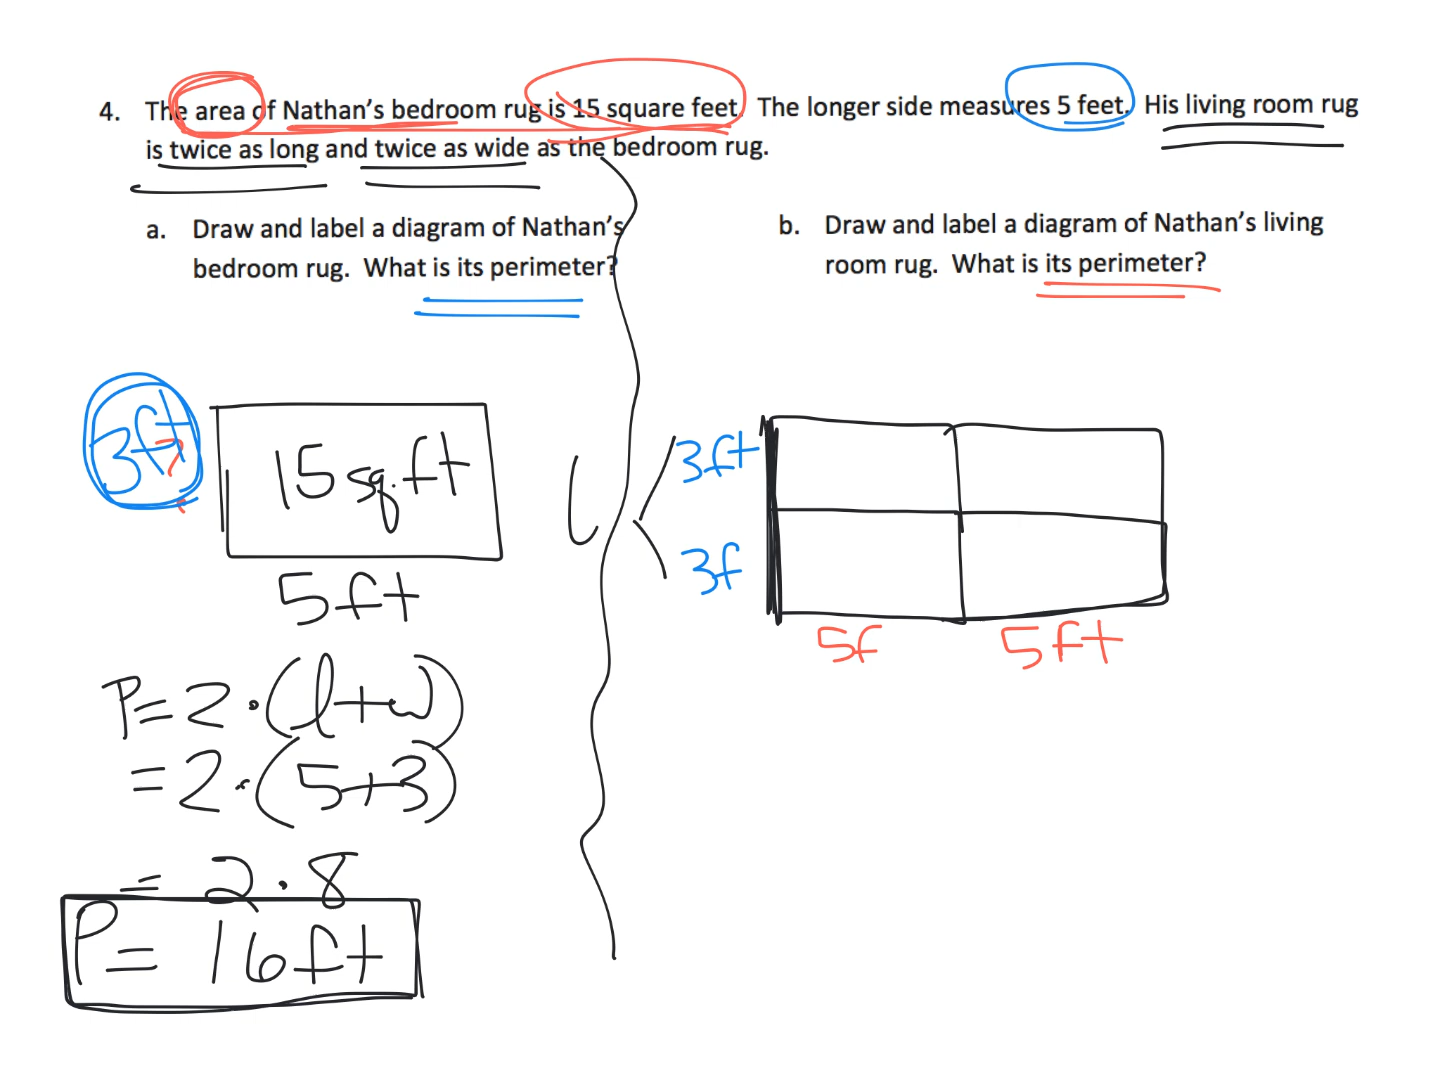 4. The area of Nathan's bedroom rug is 15 square feet. The longer side measures 5 feet. His living room rug
is twice as long and twice as wide as the bedroom rug.
a. Draw and label a diagram of Nathan's
bedroom rug. What is its perimeter?
b. Draw and label a diagram of Nathan's living
room rug. What is its perimeter?
3ft
?
15 sq. ft
5ft
P = 2 · (l + w)
= 2 · (5 + 3)
= 2 · 8
P = 16ft
3ft
3f
5f 5ft